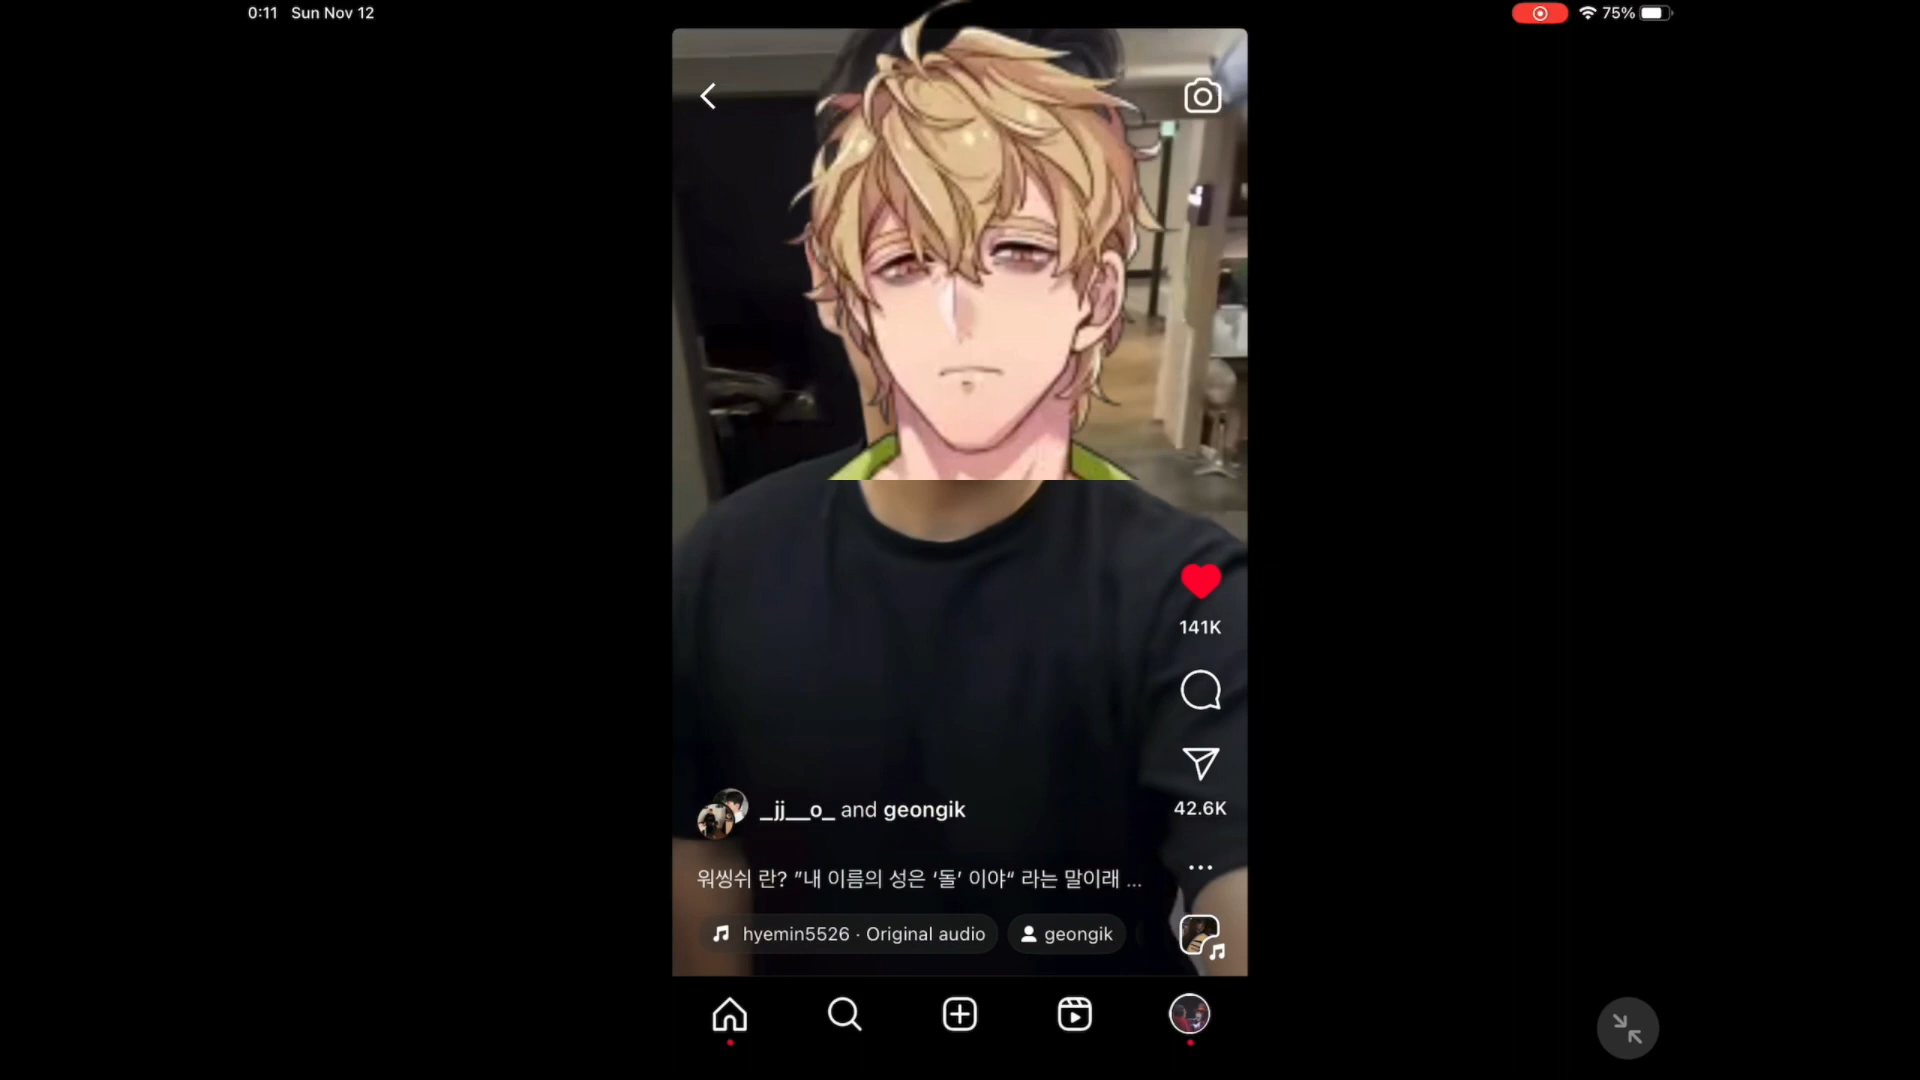 0:11 Sun Nov 12
75%
141K
42.6K
_jj__o_ and geongik
워씽쉬 란? "내 이름의 성은 ‘돌’ 이야“ 라는 말이래 ...
hyemin5526 · Original audio
geongik